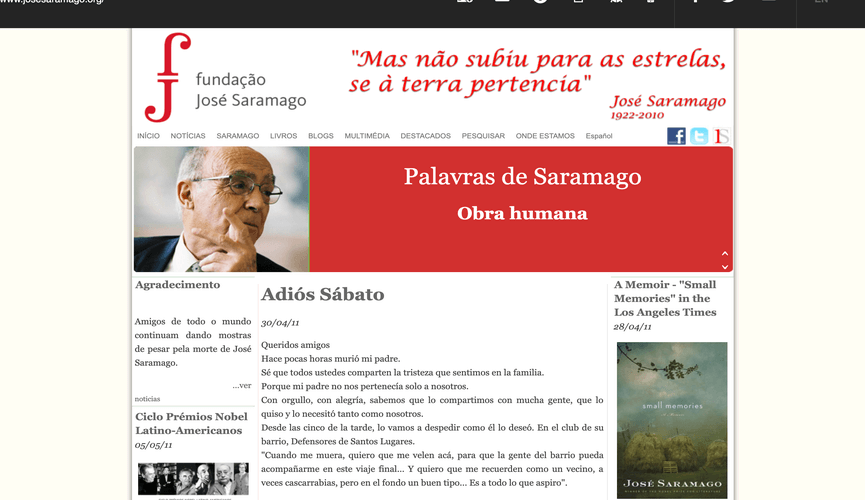 www.josesaramago.org/
EN
fundação
José Saramago
"Mas não subiu para as estrelas,
se à terra pertencia"
José Saramago
1922-2010
INÍCIO NOTÍCIAS SARAMAGO LIVROS BLOGS MULTIMÉDIA DESTACADOS PESQUISAR ONDE ESTAMOS Español
Palavras de Saramago
Obra humana
Agradecimento
Amigos de todo o mundo
continuam dando mostras
de pesar pela morte de José
Saramago.
...ver
noticias
Ciclo Prémios Nobel
Latino-Americanos
05/05/11
Adiós Sábato
30/04/11
Queridos amigos
Hace pocas horas murió mi padre.
Sé que todos ustedes comparten la tristeza que sentimos en la familia.
Porque mi padre no nos pertenecía solo a nosotros.
Con orgullo, con alegría, sabemos que lo compartimos con mucha gente, que lo
quiso y lo necesitó tanto como nosotros.
Desde las cinco de la tarde, lo vamos a despedir como él lo deseó. En el club de su
barrio, Defensores de Santos Lugares.
"Cuando me muera, quiero que me velen acá, para que la gente del barrio pueda
acompañarme en este viaje final... Y quiero que me recuerden como un vecino, a
veces cascarrabias, pero en el fondo un buen tipo... Es a todo lo que aspiro".
A Memoir - "Small
Memories" in the
Los Angeles Times
28/04/11
small memories
JOSÉ SARAMAGO